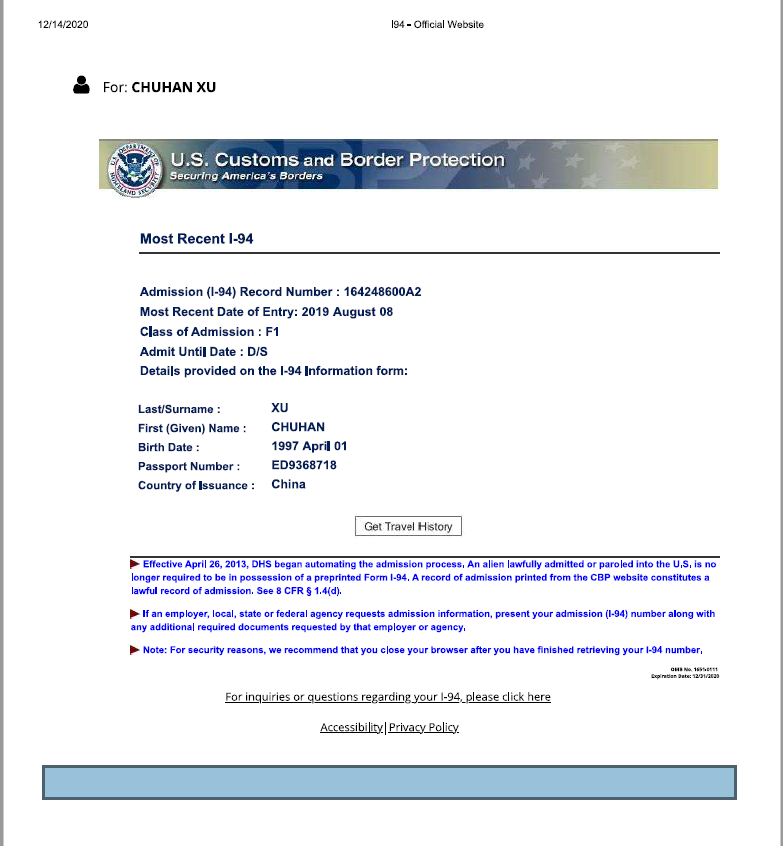 12/14/2020 I94 - Official Website
For: CHUHAN XU
U.S. Customs and Border Protection
Securing America's Borders
Most Recent I-94
Admission (I-94) Record Number : 164248600A2
Most Recent Date of Entry: 2019 August 08
Class of Admission : F1
Admit Until Date : D/S
Details provided on the I-94 Information form:
Last/Surname : XU
First (Given) Name : CHUHAN
Birth Date : 1997 April 01
Passport Number : ED9368718
Country of Issuance : China
Get Travel History
Effective April 26, 2013, DHS began automating the admission process. An alien lawfully admitted or paroled into the U.S. is no
longer required to be in possession of a preprinted Form I-94. A record of admission printed from the CBP website constitutes a
lawful record of admission. See 8 CFR § 1.4(d).
If an employer, local, state or federal agency requests admission information, present your admission (I-94) number along with
any additional required documents requested by that employer or agency.
Note: For security reasons, we recommend that you close your browser after you have finished retrieving your I-94 number.
OMB No. 1651-0111
Expiration Date: 12/31/2020
For inquiries or questions regarding your I-94, please click here
Accessibility|Privacy Policy